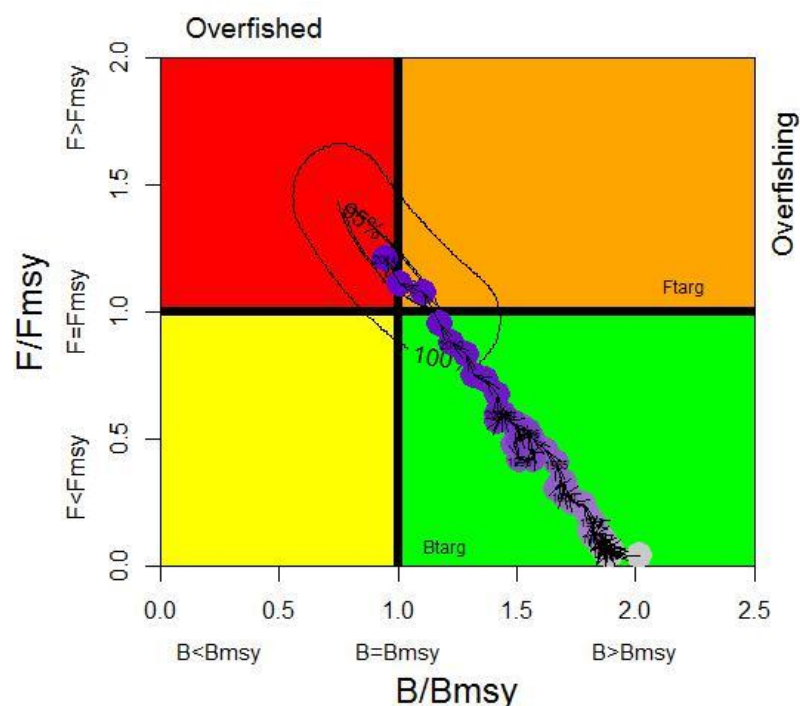 Overfished
2.0
1.5
1.0
0.5
0.0
F>Fmsy
F=Fmsy
F<Fmsy
F/Fmsy
95%
100
Ftarg
Btarg
Overfishing
0.0 0.5 1.0 1.5 2.0 2.5
B<Bmsy B=Bmsy B>Bmsy
B/Bmsy